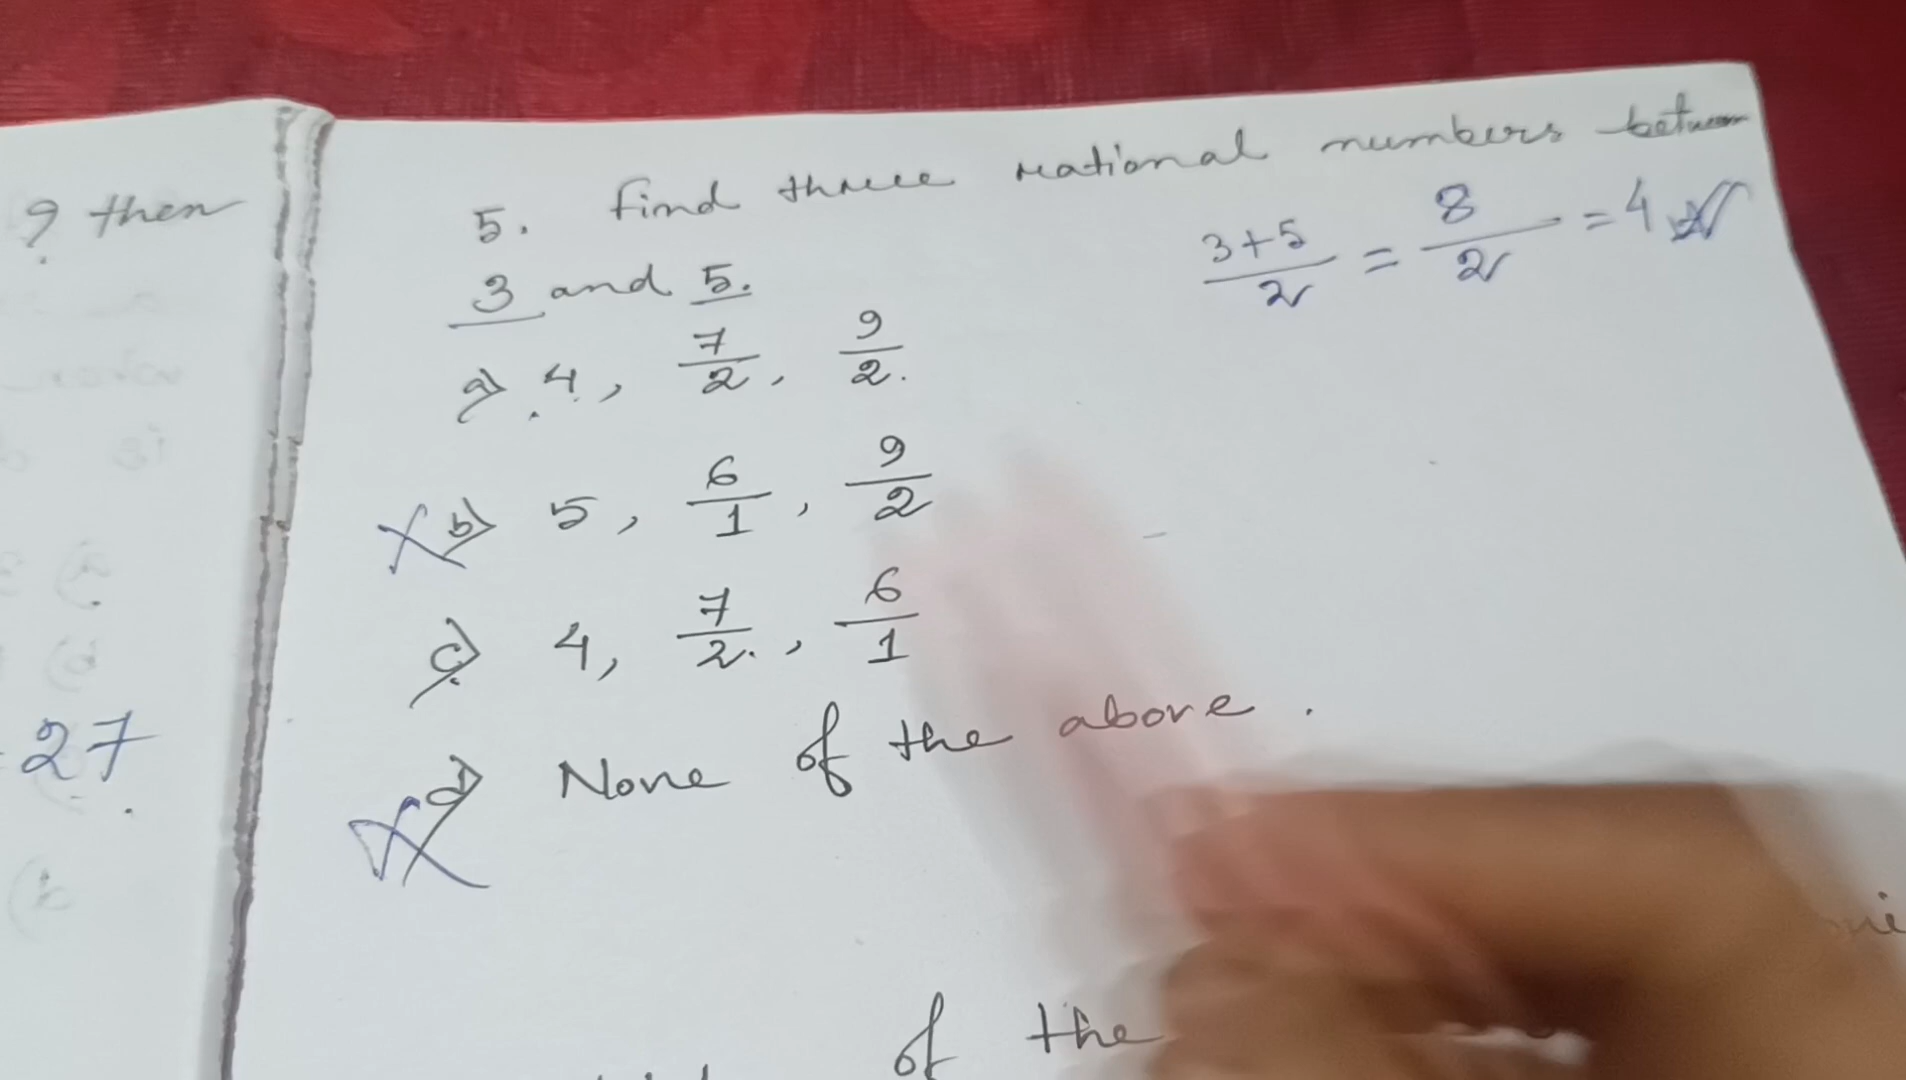 ? then
27
5. find three rational numbers between
3 and 5.
3+5/2 = 8/2 = 4
a) 4, 7/2, 9/2.
b) 5, 6/1, 9/2
c) 4, 7/2, 6/1
d) None of the above.
of the